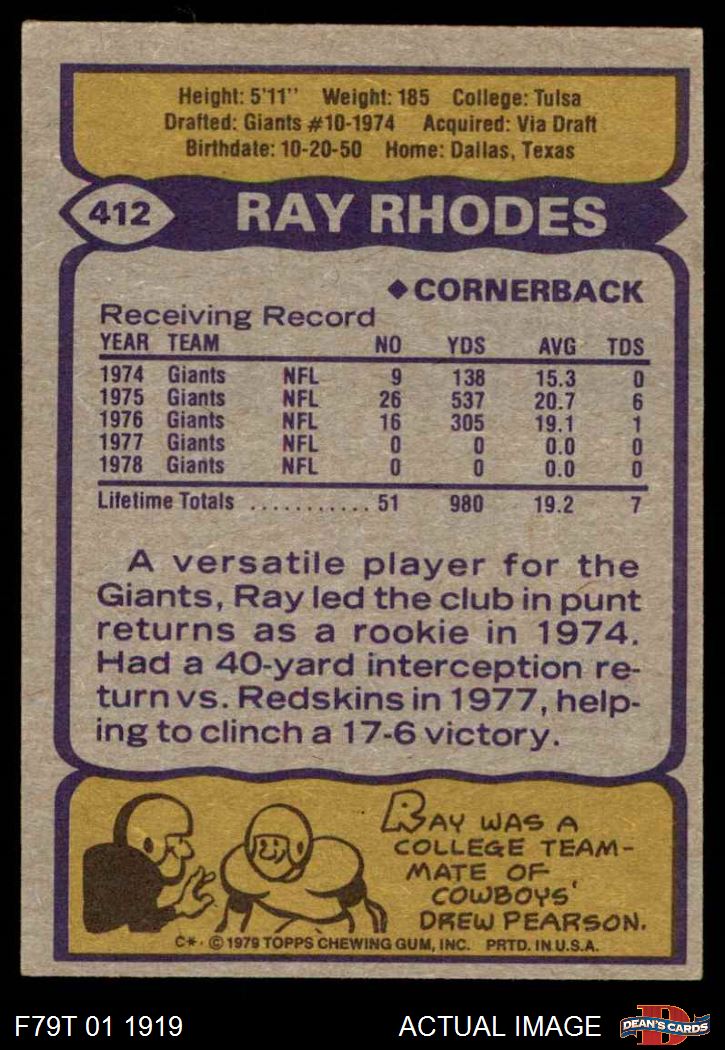 Height: 5'11'' Weight: 185 College: Tulsa
Drafted: Giants #10-1974 Acquired: Via Draft
Birthdate: 10-20-50 Home: Dallas, Texas
412 RAY RHODES
◆CORNERBACK
Receiving Record
YEAR TEAM NO YDS AVG TDS
1974 Giants NFL 9 138 15.3 0
1975 Giants NFL 26 537 20.7 6
1976 Giants NFL 16 305 19.1 1
1977 Giants NFL 0 0 0.0 0
1978 Giants NFL 0 0 0.0 0
Lifetime Totals ........... 51 980 19.2 7
A versatile player for the
Giants, Ray led the club in punt
returns as a rookie in 1974.
Had a 40-yard interception re-
turn vs. Redskins in 1977, help-
ing to clinch a 17-6 victory.
RAY WAS A
COLLEGE TEAM-
MATE OF
COWBOYS'
DREW PEARSON.
C*. © 1979 TOPPS CHEWING GUM, INC. PRTD. IN U.S.A.
F79T 01 1919 ACTUAL IMAGE D DEAN'S CARDS